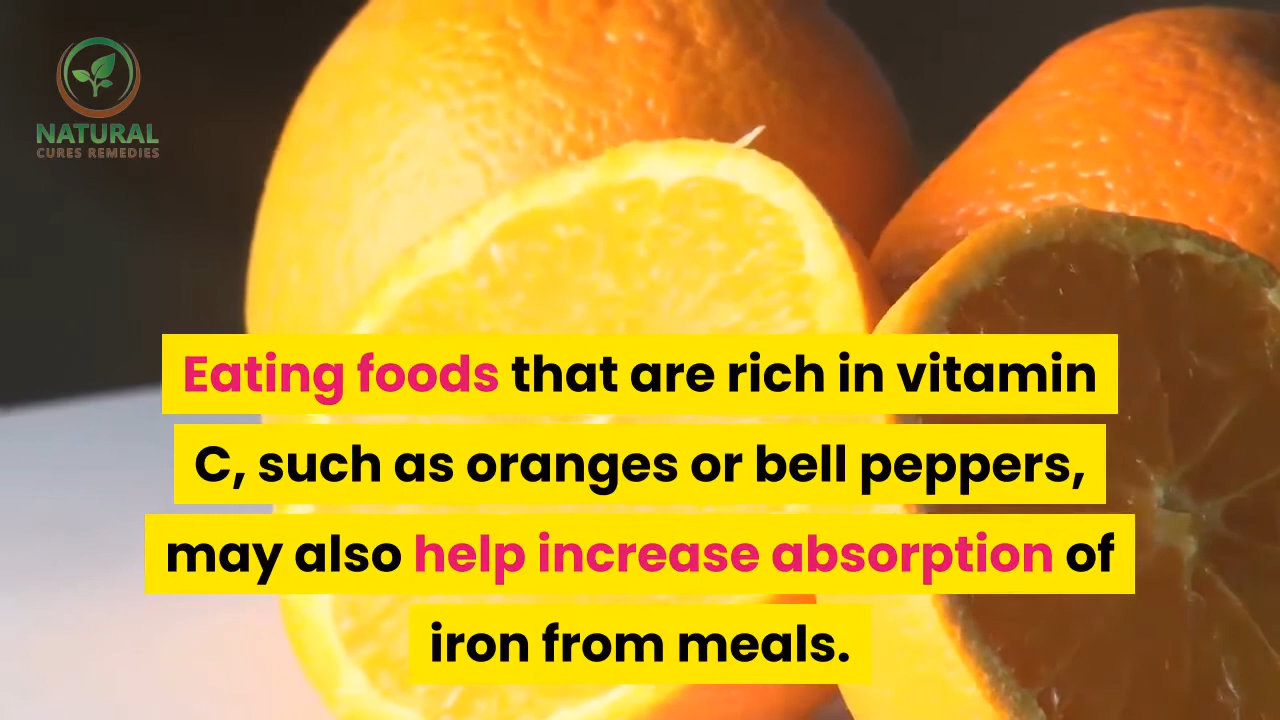 NATURAL
CURES REMEDIES
Eating foods that are rich in vitamin
C, such as oranges or bell peppers,
may also help increase absorption of
iron from meals.